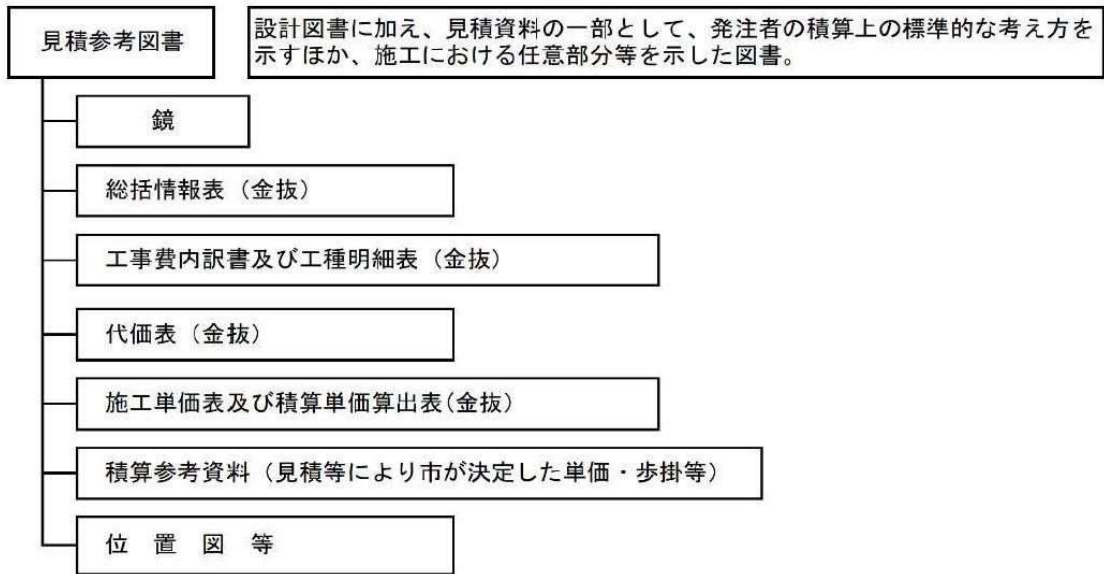 見積参考図書
設計図書に加え、見積資料の一部として、発注者の積算上の標準的な考え方を
示すほか、施工における任意部分等を示した図書。
鏡
総括情報表（金抜）
工事費内訳書及び工種明細表（金抜）
代価表（金抜）
施工単価表及び積算単価算出表(金抜）
積算参考資料（見積等により市が決定した単価・歩掛等）
位　置　図　等